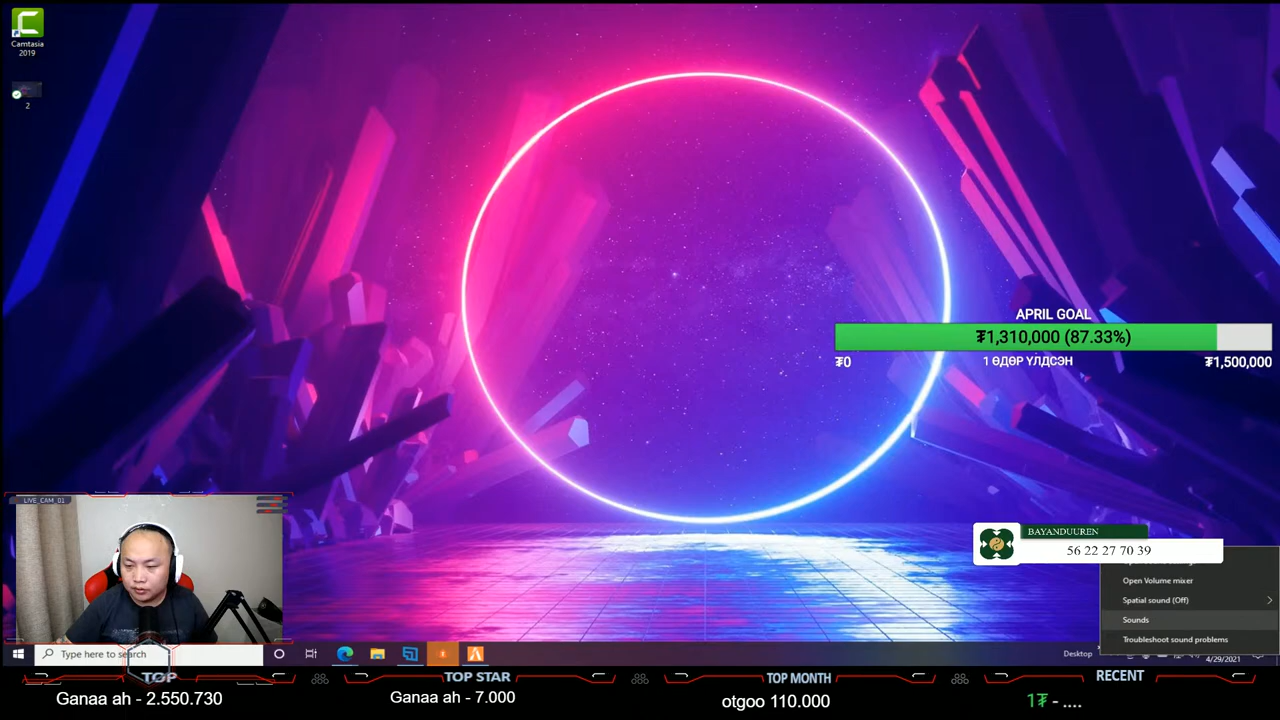 Camtasia
2019
2
APRIL GOAL
₮1,310,000 (87.33%)
₮0
1 ӨДӨР ҮЛДСЭН
₮1,500,000
LIVE_CAM_01
BAYANDUUREN
56 22 27 70 39
Open Volume mixer
Spatial sound (Off)
Sounds
Troubleshoot sound problems
Type here to search
Desktop
4/29/2021
TOP
Ganaa ah - 2.550.730
TOP STAR
Ganaa ah - 7.000
TOP MONTH
otgoo 110.000
RECENT
1₮ - ....